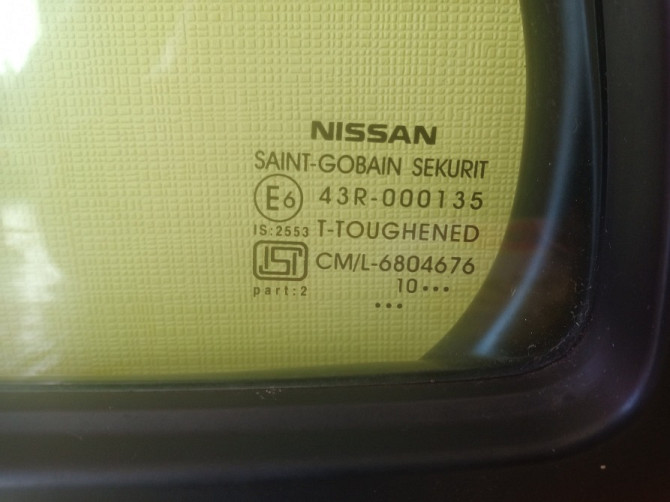 NISSAN
SAINT-GOBAIN SEKURIT
E6 43R-000135
IS:2553 T-TOUGHENED
ISI CM/L-6804676
part:2 10•••
•••